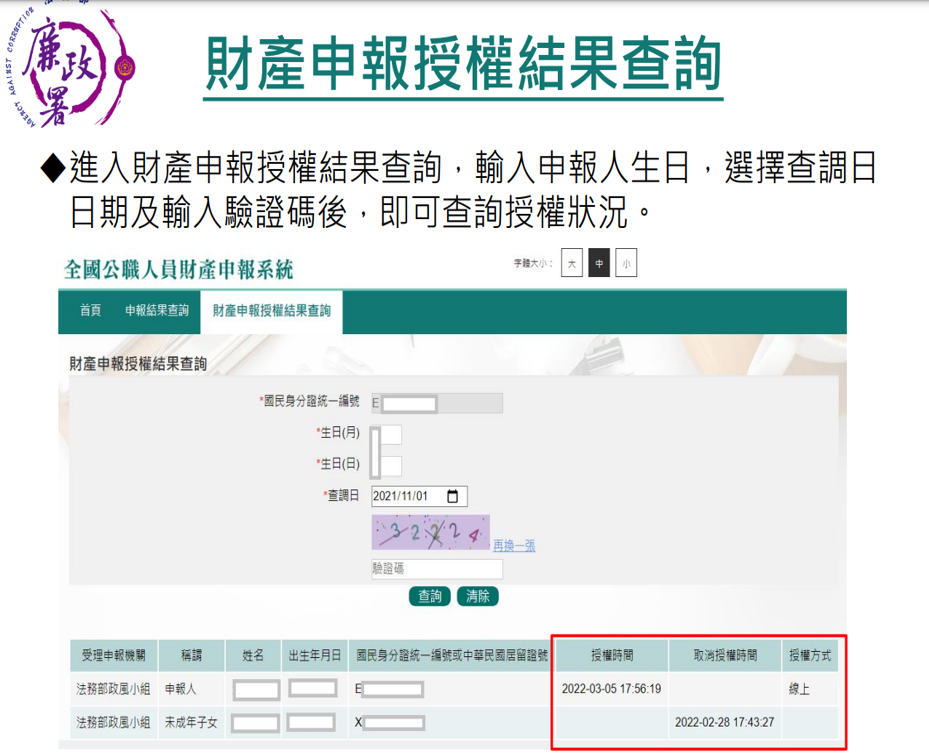 AGENCY AGAINST CORRUPTION
廉政署
財產申報授權結果查詢
◆進入財產申報授權結果查詢，輸入申報人生日，選擇查調日
日期及輸入驗證碼後，即可查詢授權狀況。
全國公職人員財產申報系統
字體大小： 大 中 小
首頁 申報結果查詢 財產申報授權結果查詢
財產申報授權結果查詢
*國民身分證統一編號 E
*生日(月)
*生日(日)
*查調日 2021/11/01
再換一張
驗證碼
查詢 清除
受理申報機關 稱謂 姓名 出生年月日 國民身分證統一編號或中華民國居留證號 授權時間 取消授權時間 授權方式
法務部政風小組 申報人 E 2022-03-05 17:56:19 線上
法務部政風小組 未成年子女 X 2022-02-28 17:43:27